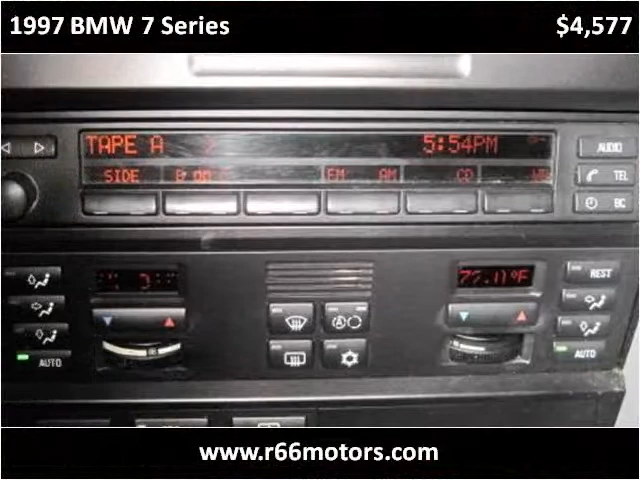 1997 BMW 7 Series $4,577
TAPE A 5:54PM AUDIO
SIDE FM AM CD TEL
BC
°F REST
AUTO AUTO
www.r66motors.com